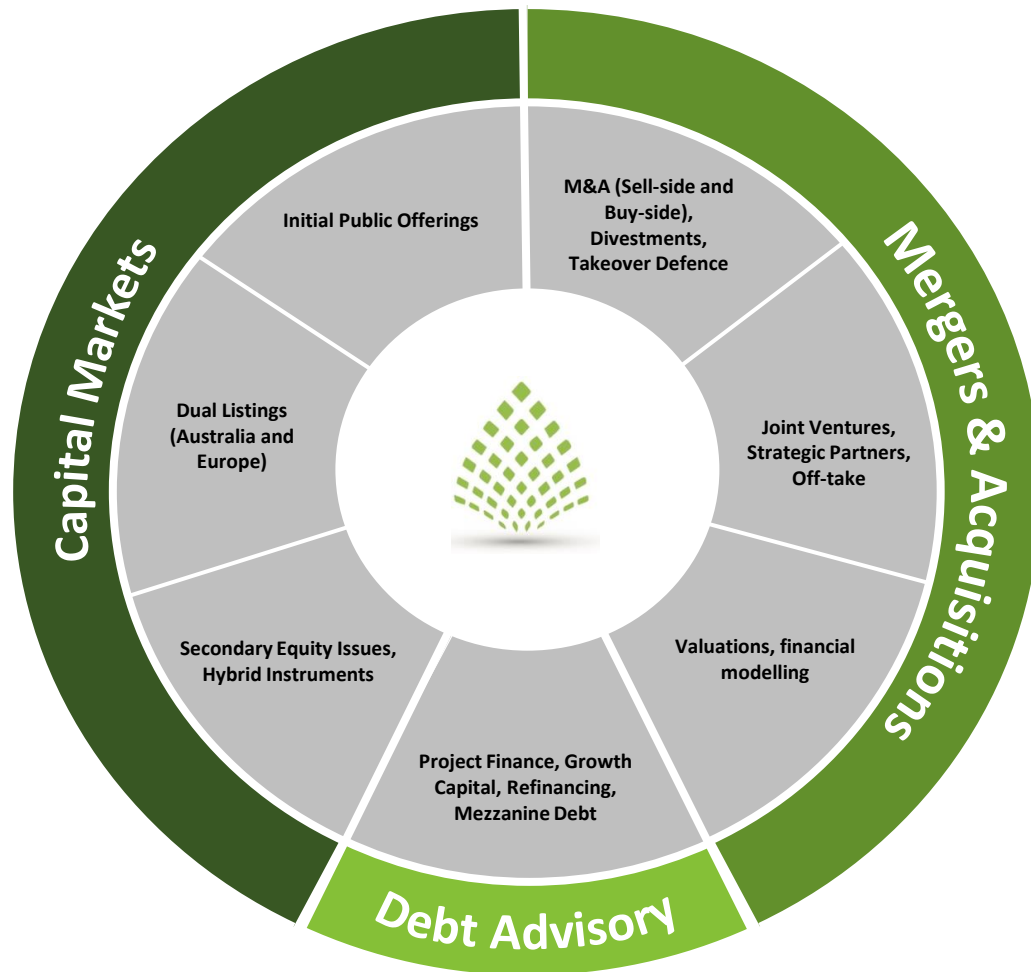 Capital Markets
Mergers & Acquisitions
Debt Advisory
Initial Public Offerings
M&A (Sell-side and
Buy-side),
Divestments,
Takeover Defence
Dual Listings
(Australia and
Europe)
Joint Ventures,
Strategic Partners,
Off-take
Secondary Equity Issues,
Hybrid Instruments
Valuations, financial
modelling
Project Finance, Growth
Capital, Refinancing,
Mezzanine Debt